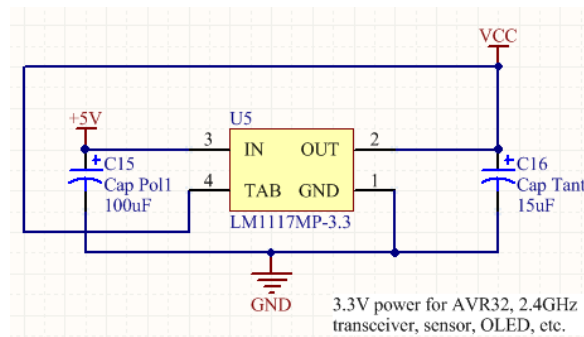 VCC
+5V
U5
3 IN OUT 2
C15
C16
Cap Pol1
Cap Tant
4 TAB GND 1
100uF
15uF
LM1117MP-3.3
GND
3.3V power for AVR32, 2.4GHz
transceiver, sensor, OLED, etc.